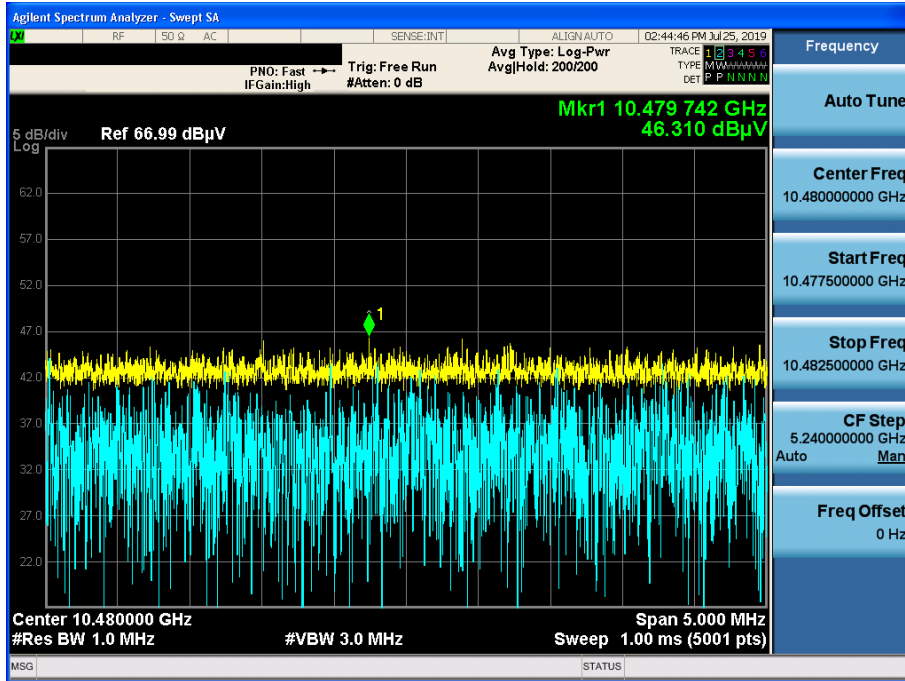 Agilent Spectrum Analyzer - Swept SA
LXI RF 50 Ω AC SENSE:INT ALIGNAUTO 02:44:46 PM Jul 25, 2019
Frequency
PNO: Fast
IFGain:High
Trig: Free Run
#Atten: 0 dB
Avg Type: Log-Pwr
Avg|Hold: 200/200
TRACE 1 2 3 4 5 6
TYPE M W W W W W
DET P P N N N N
Mkr1 10.479 742 GHz
46.310 dBµV
5 dB/div
Log
Ref 66.99 dBµV
62.0
57.0
52.0
47.0
42.0
37.0
32.0
27.0
22.0
1
Center 10.480000 GHz
#Res BW 1.0 MHz
#VBW 3.0 MHz
Span 5.000 MHz
Sweep 1.00 ms (5001 pts)
MSG
STATUS
Auto Tune
Center Freq
10.480000000 GHz
Start Freq
10.477500000 GHz
Stop Freq
10.482500000 GHz
CF Step
5.240000000 GHz
Auto Man
Freq Offset
0 Hz